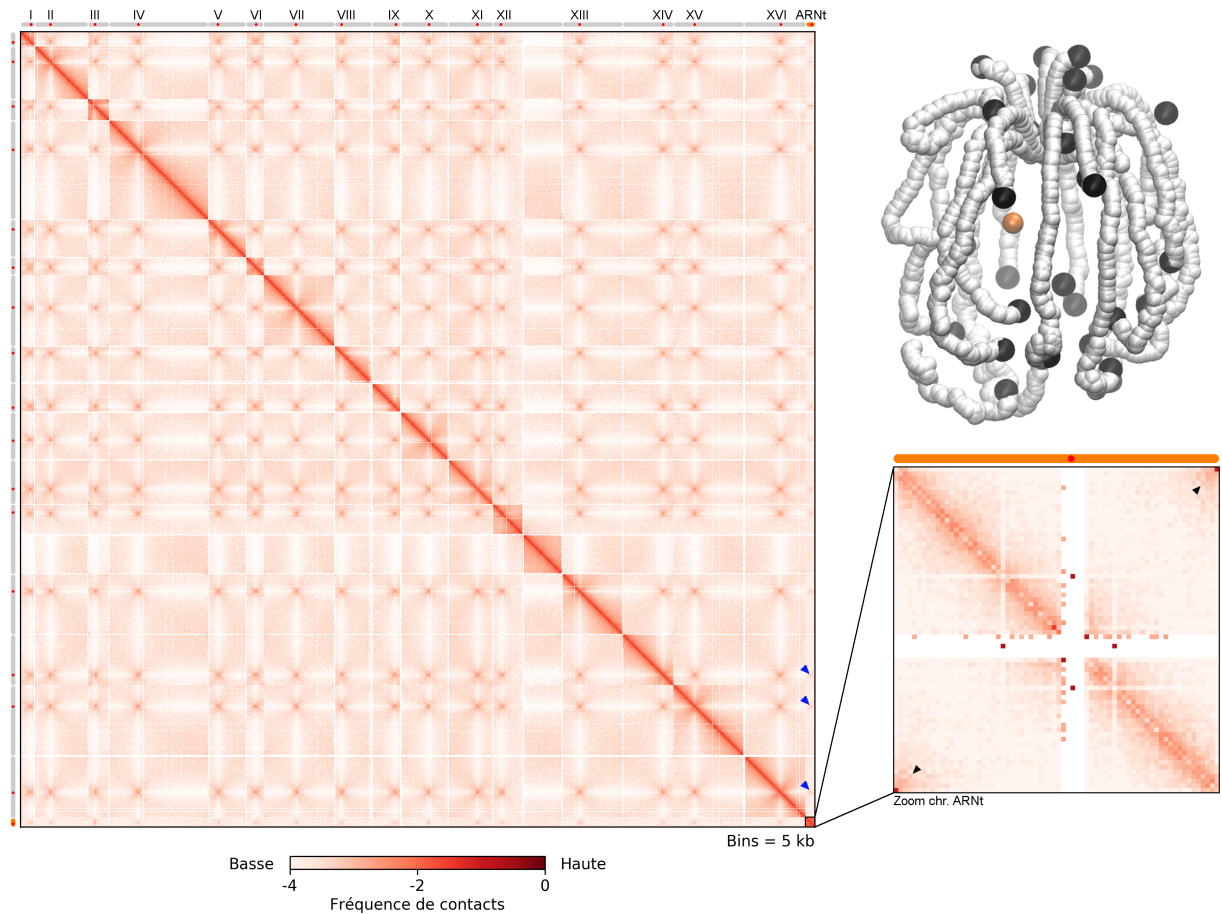 I II III IV V VI VII VIII IX X XI XII XIII XIV XV XVI ARNt
Zoom chr. ARNt
Bins = 5 kb
Basse Haute
-4 -2 0
Fréquence de contacts